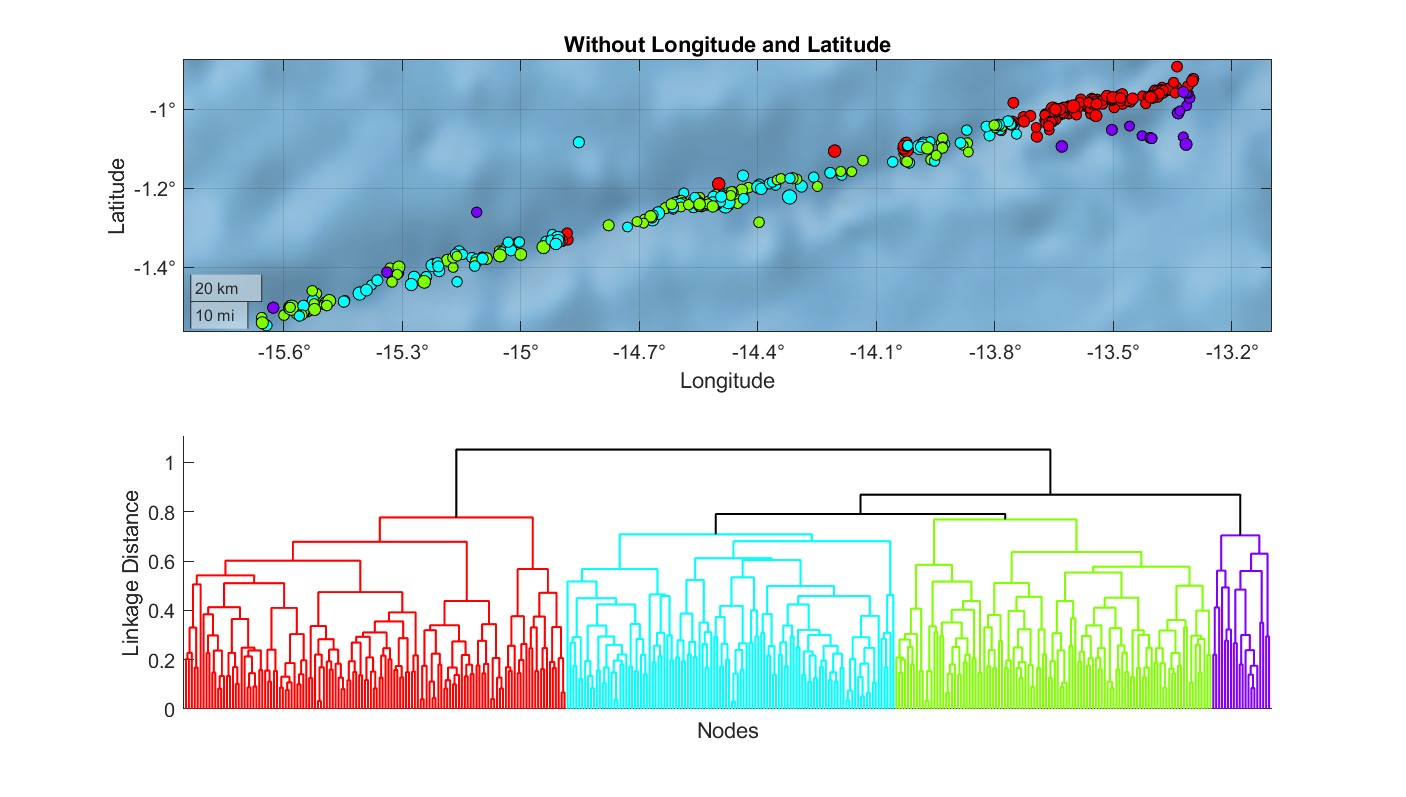 Without Longitude and Latitude
-1°
-1.2°
-1.4°
Latitude
20 km
10 mi
-15.6°
-15.3°
-15°
-14.7°
-14.4°
-14.1°
-13.8°
-13.5°
-13.2°
Longitude
1
0.8
0.6
0.4
0.2
0
Linkage Distance
Nodes